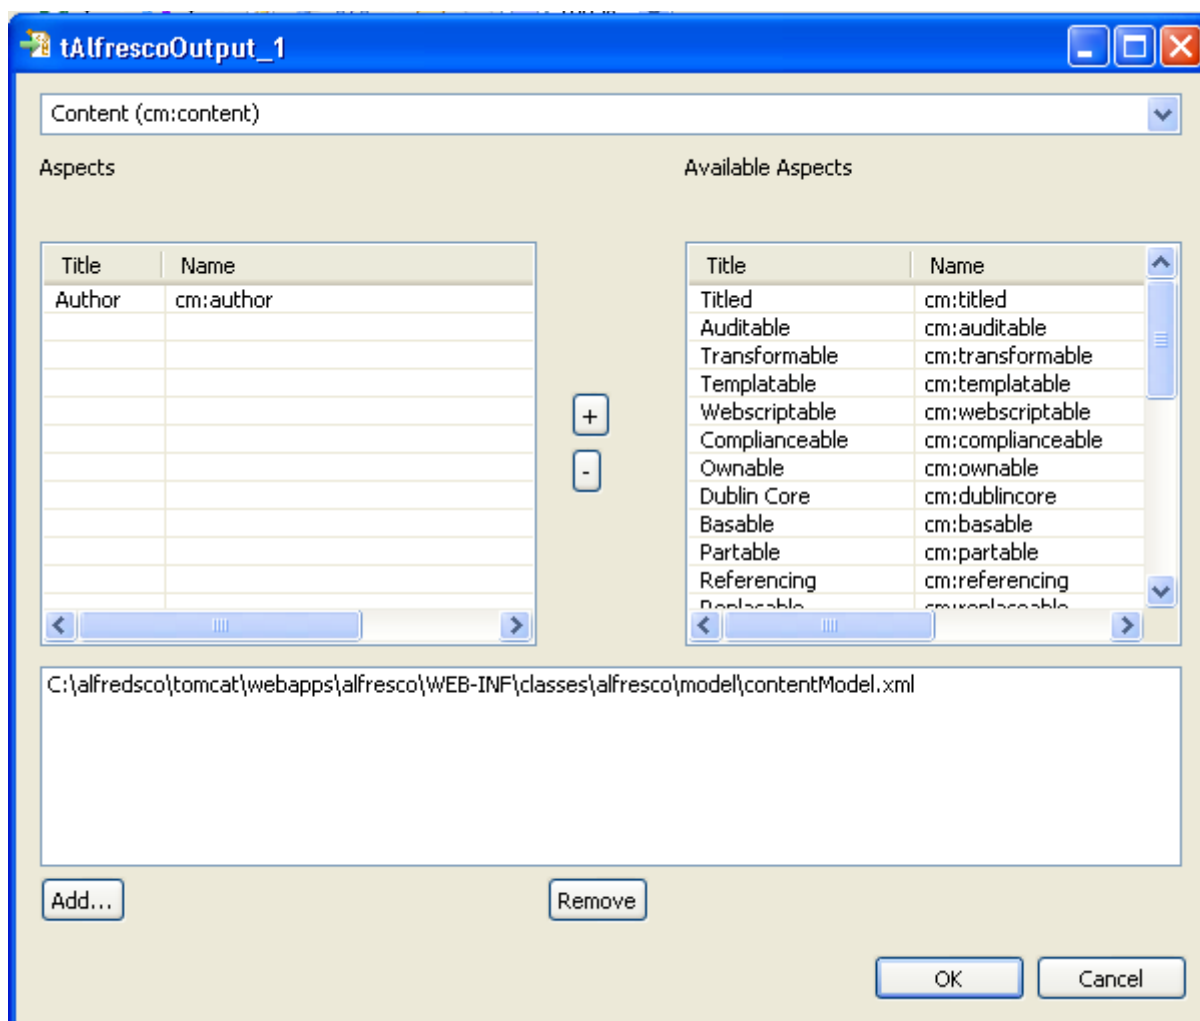 tAlfrescoOutput_1
Content (cm:content)
Aspects Available Aspects
Title Name Title Name
Author cm:author Titled cm:titled
Auditable cm:auditable
Transformable cm:transformable
Templatable cm:templatable
+ Webscriptable cm:webscriptable
Complianceable cm:complianceable
- Ownable cm:ownable
Dublin Core cm:dublincore
Basable cm:basable
Partable cm:partable
Referencing cm:referencing
C:\alfredsco\tomcat\webapps\alfresco\WEB-INF\classes\alfresco\model\contentModel.xml
Add... Remove
OK Cancel